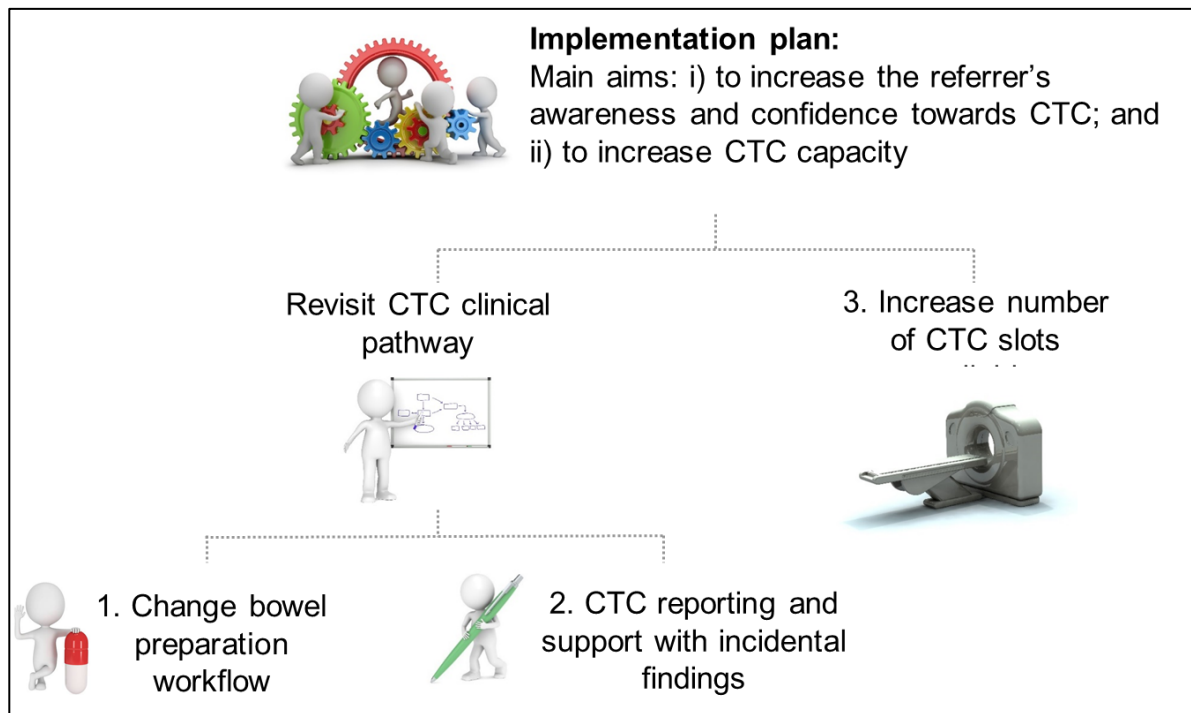 Implementation plan:
Main aims: i) to increase the referrer's
awareness and confidence towards CTC; and
ii) to increase CTC capacity
Revisit CTC clinical
pathway
3. Increase number
of CTC slots
1. Change bowel
preparation
workflow
2. CTC reporting and
support with incidental
findings